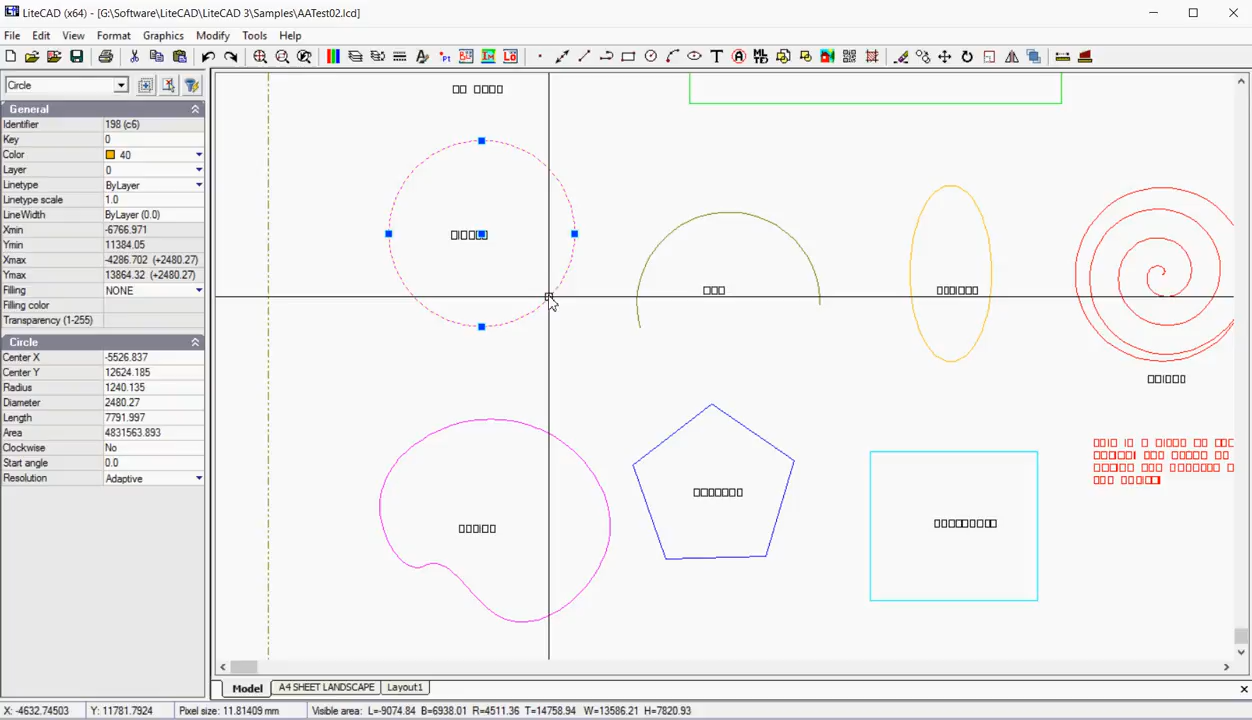 LiteCAD (x64) - [G:\Software\LiteCAD\LiteCAD 3\Samples\AATest02.lcd]
File Edit View Format Graphics Tools Help
Circle
General
Identifier 198 (c6)
Key 0
Color 40
Layer 0
Linetype ByLayer
Linetype scale 1.0
LineWidth ByLayer (0.0)
Xmin -6766.971
Ymin 11384.05
Xmax -4286.702 (+2480.27)
Ymax 13864.32 (+2480.27)
Filling NONE
Filling color
Transparency (1-255)
Circle
Center X -5526.837
Center Y 12624.185
Radius 1240.135
Diameter 2480.27
Length 7791.997
Area 4831563.893
Clockwise No
Start angle 0.0
Resolution Adaptive
Model A4 SHEET LANDSCAPE Layout1
X: -4632.74503 Y: 11781.7924 Pixel size: 11.81409 mm Visible area: L=-9074.84 B=6938.01 R=4511.36 T=14758.94 W=13586.21 H=7820.93